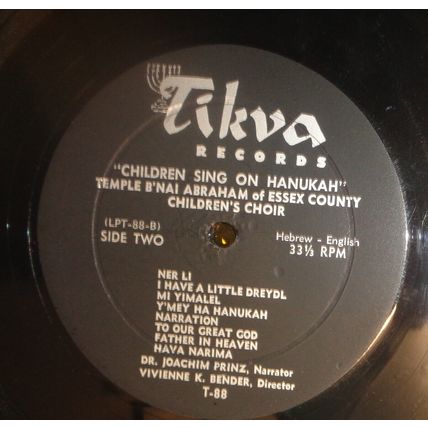 Tikva
RECORDS
"CHILDREN SING ON HANUKAH"
TEMPLE B'NAI ABRAHAM of ESSEX COUNTY
CHILDREN'S CHOIR
(LPT-88-B)
SIDE TWO
Hebrew - English
33⅓ RPM
NER LI
I HAVE A LITTLE DREYDL
MI YIMALEL
Y'MEY HA HANUKAH
NARRATION
TO OUR GREAT GOD
FATHER IN HEAVEN
HAVA NARIMA
DR. JOACHIM PRINZ, Narrator
VIVIENNE K. BENDER, Director
T-88